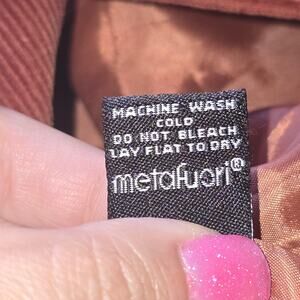 MACHINE WASH
COLD
DO NOT BLEACH
LAY FLAT TO DRY
metafuori®